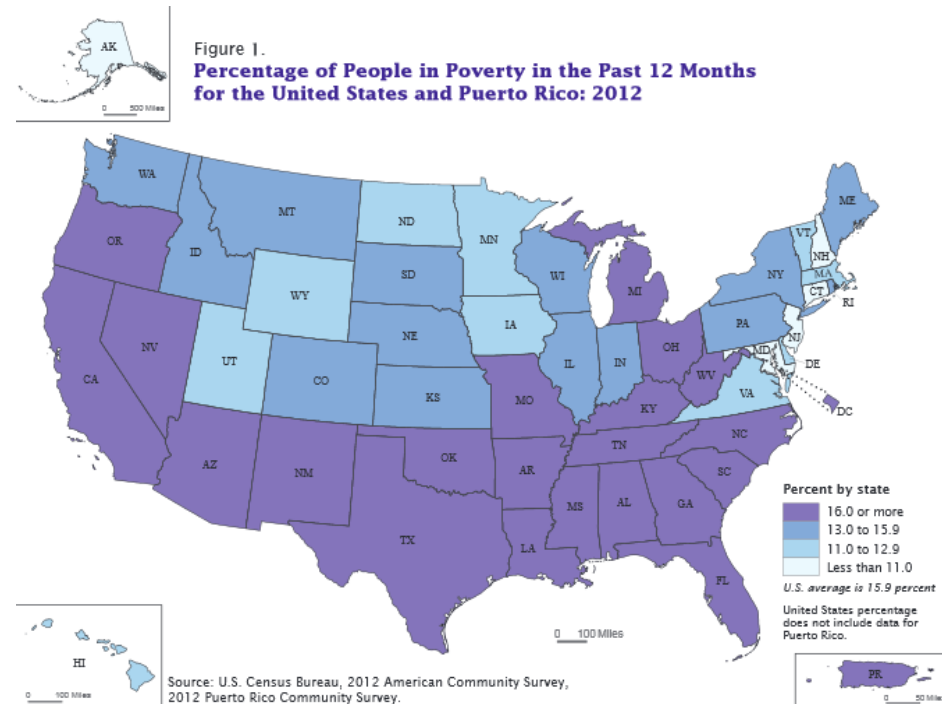 AK
0 500 Miles
Figure 1.
Percentage of People in Poverty in the Past 12 Months
for the United States and Puerto Rico: 2012
WA
MT
ND
MN
ME
OR
ID
SD
WI
VT
NH
NY
MA
WY
MI
CT
RI
IA
PA
NE
NJ
NV
UT
IL
IN
OH
MD
DE
CA
CO
WV
KS
MO
VA
KY
DC
NC
TN
AZ
OK
NM
AR
SC
MS
AL
GA
TX
LA
FL
Percent by state
16.0 or more
13.0 to 15.9
11.0 to 12.9
Less than 11.0
U.S. average is 15.9 percent
United States percentage
does not include data for
Puerto Rico.
0 100 Miles
HI
0 100 Miles
Source: U.S. Census Bureau, 2012 American Community Survey,
2012 Puerto Rico Community Survey.
PR
0 50 Miles